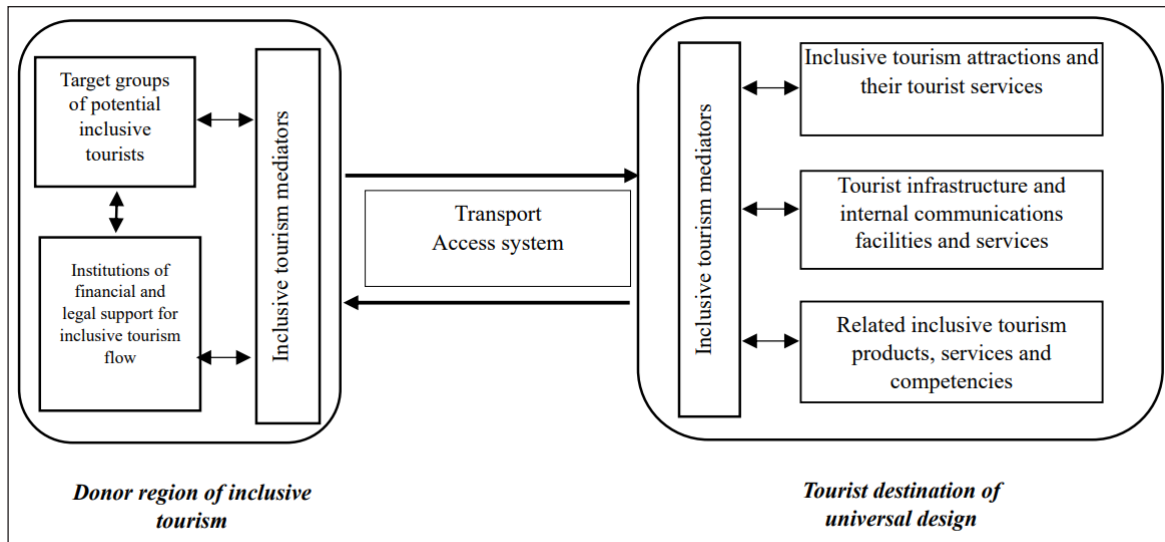 Target groups
of potential
inclusive
tourists
Institutions of
financial and
legal support for
inclusive tourism
flow
Inclusive tourism mediators
Transport
Access system
Inclusive tourism mediators
Inclusive tourism attractions and
their tourist services
Tourist infrastructure and
internal communications
facilities and services
Related inclusive tourism
products, services and
competencies
Donor region of inclusive
tourism
Tourist destination of
universal design